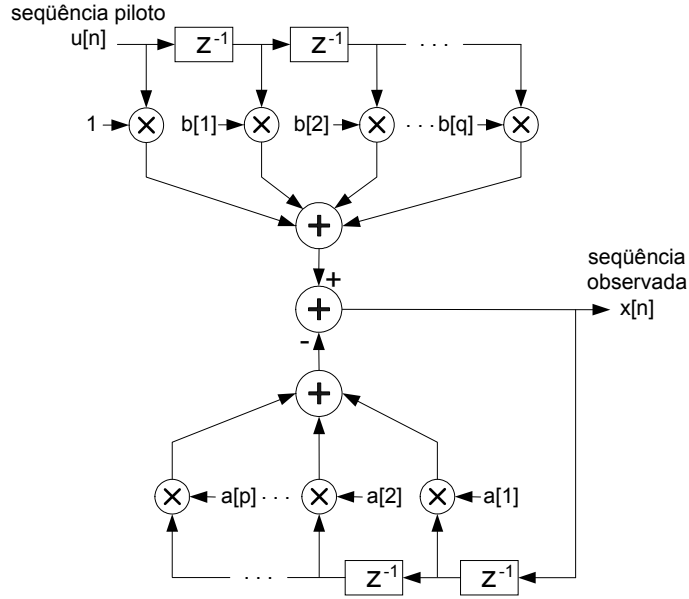 seqüência piloto
u[n]
Z⁻¹ Z⁻¹ . . .
1 b[1] b[2] . . . b[q]
+
+
seqüência
observada
x[n]
+
-
+
a[p] . . . a[2] a[1]
. . . Z⁻¹ Z⁻¹